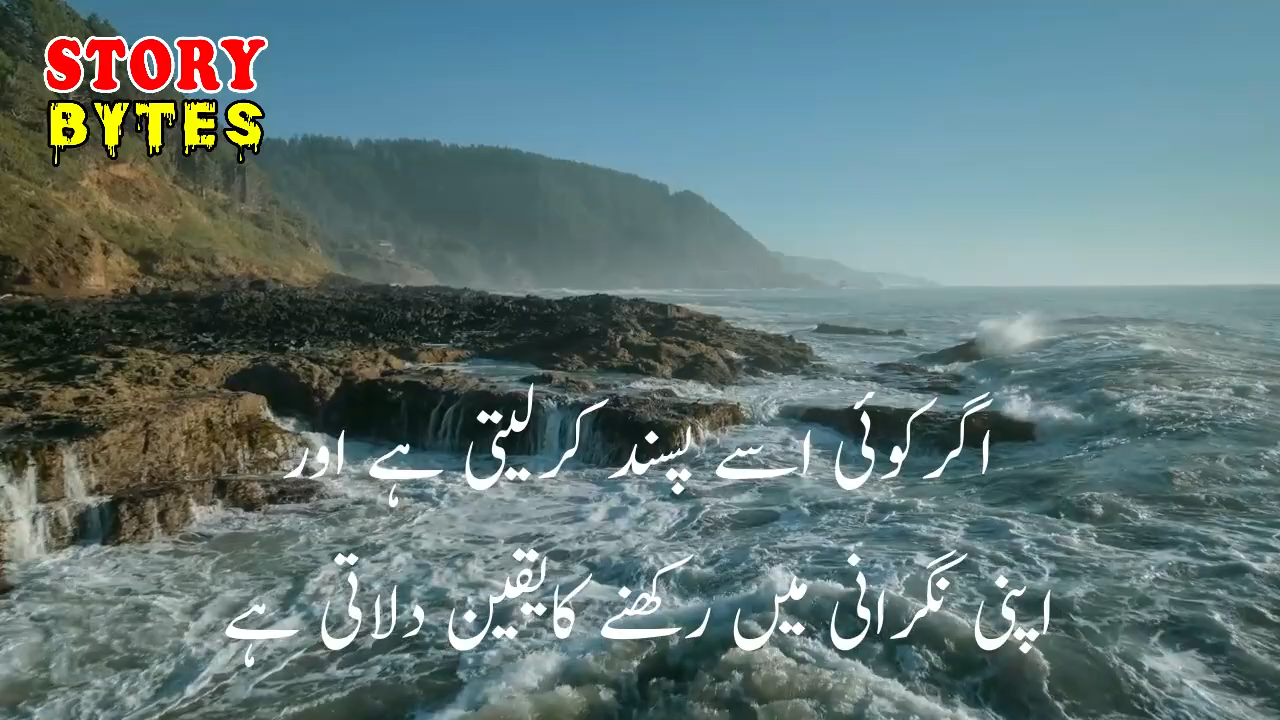 STORY
BYTES
اگر کوئی اسے پسند کر لیتی ہے اور
اپنی نگرانی میں رکھنے کا یقین دلاتی ہے